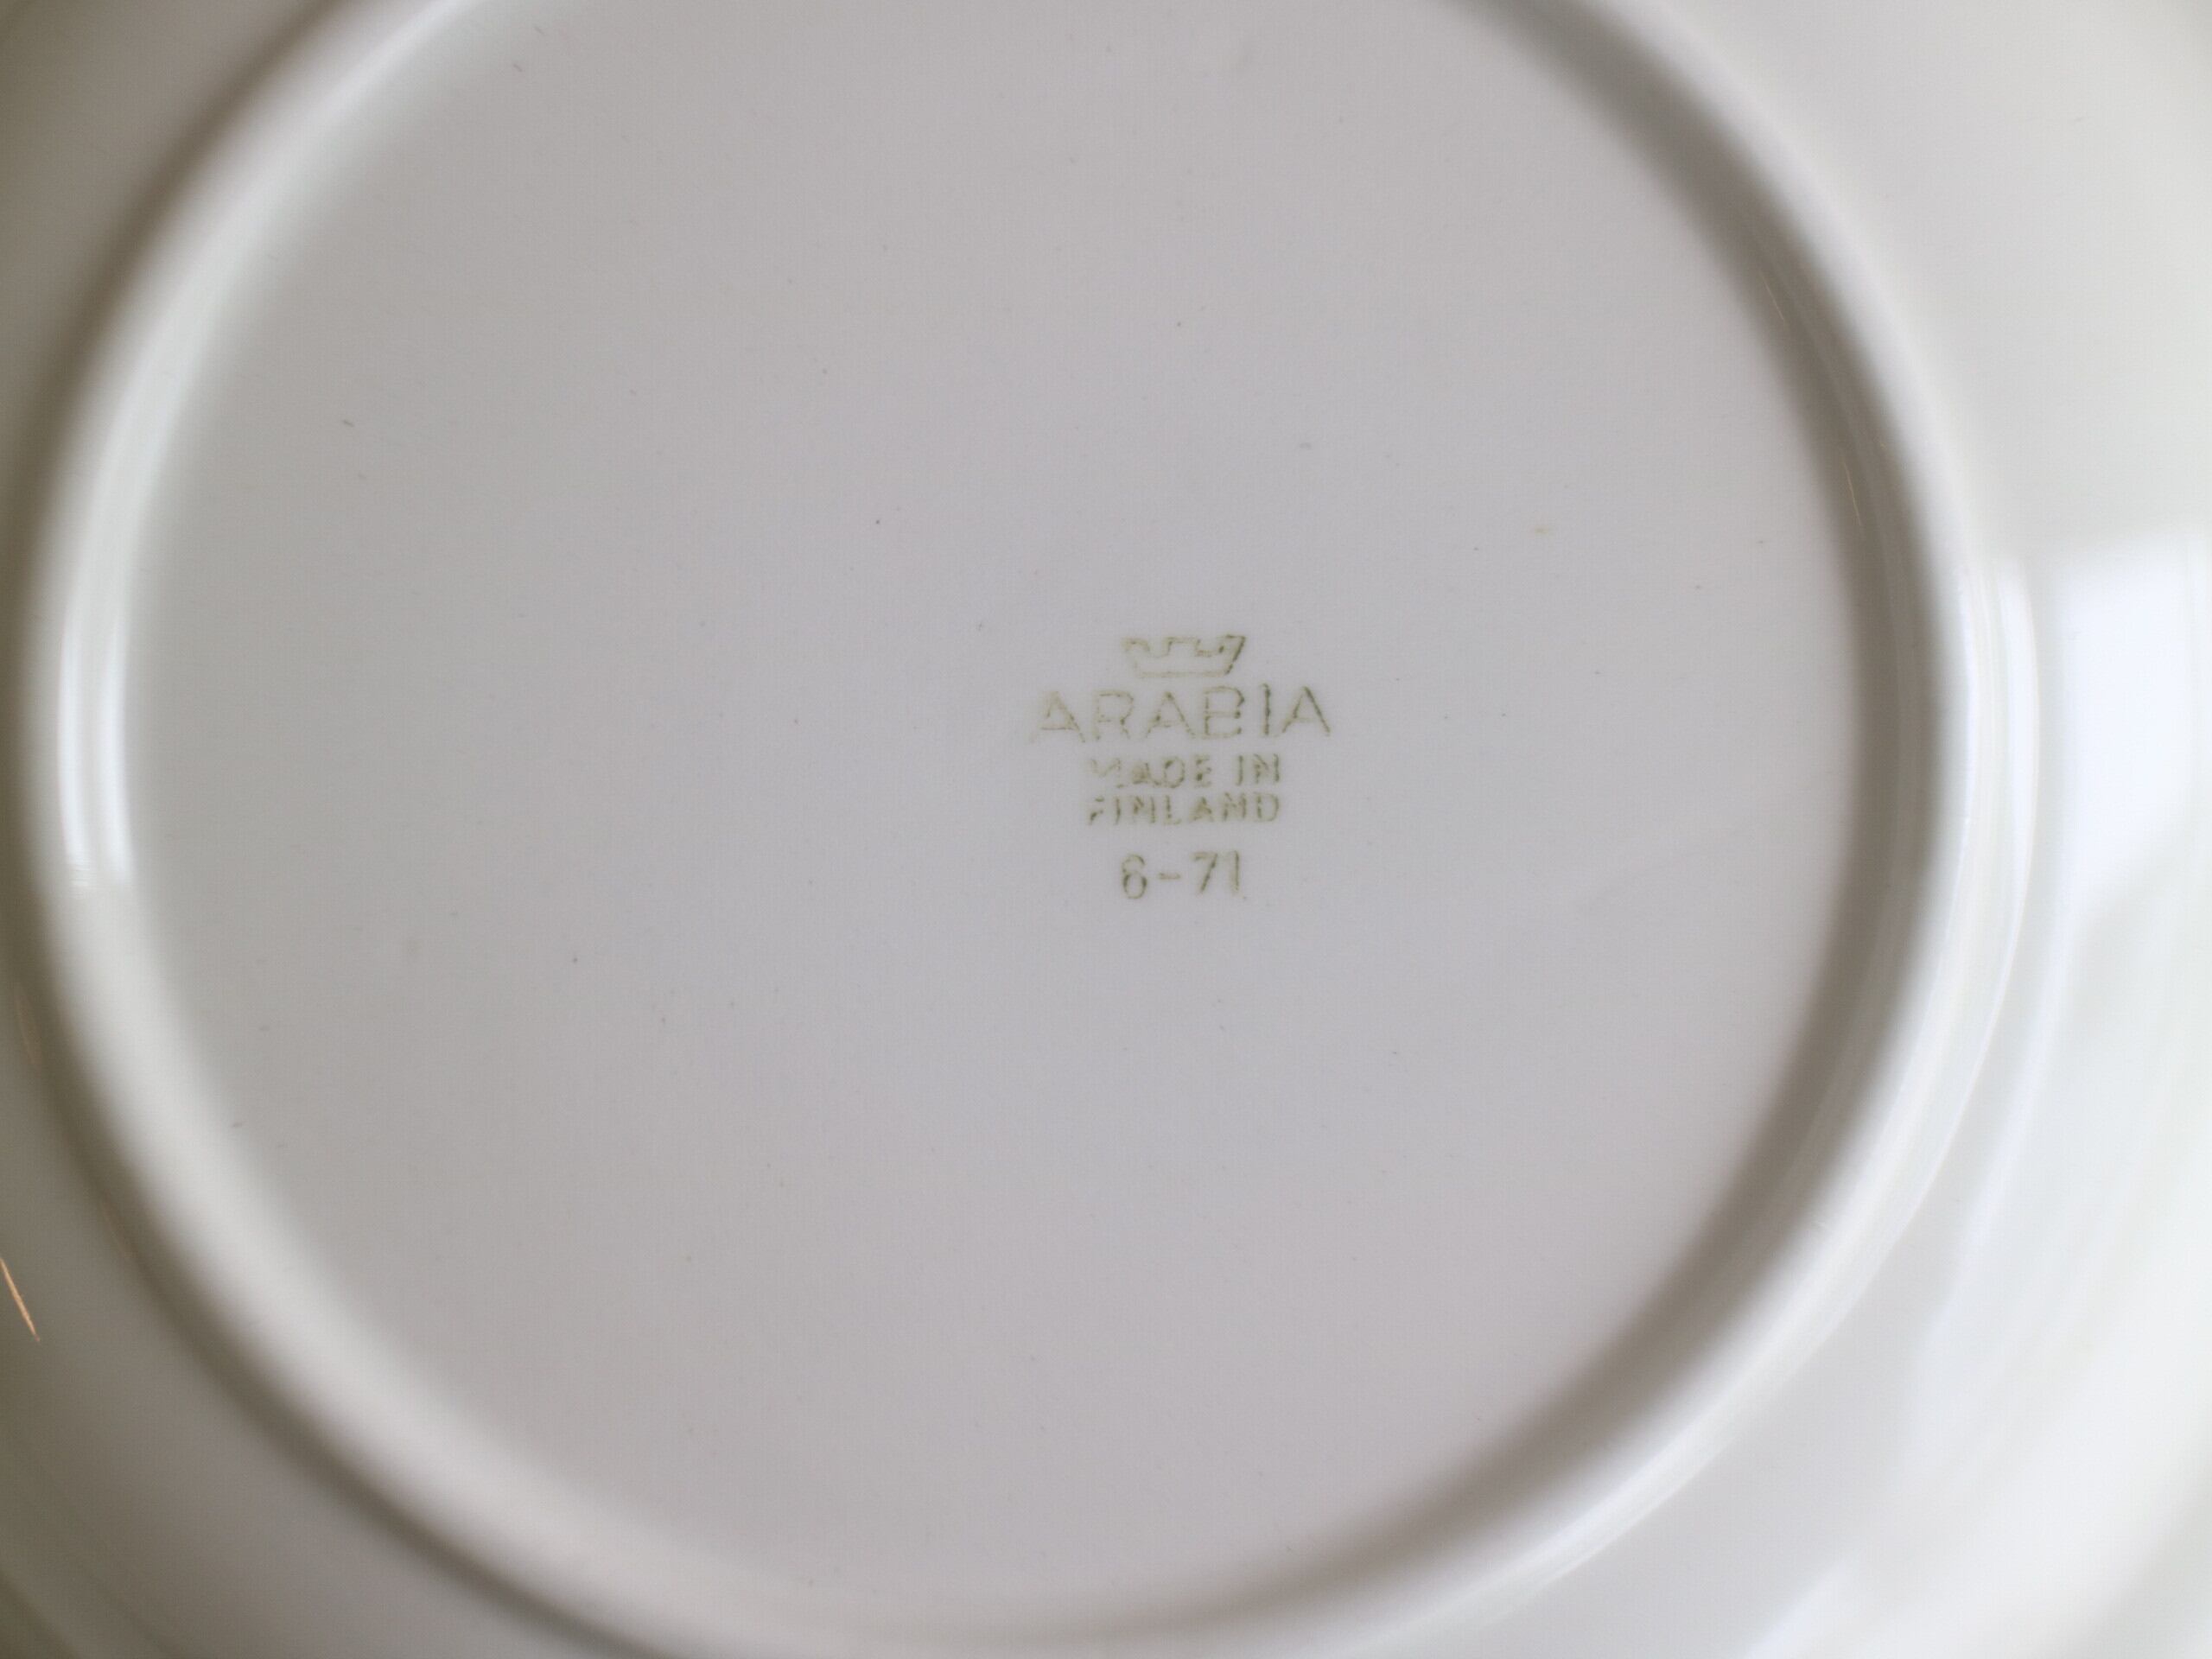 ARABIA
MADE IN
FINLAND
6-71